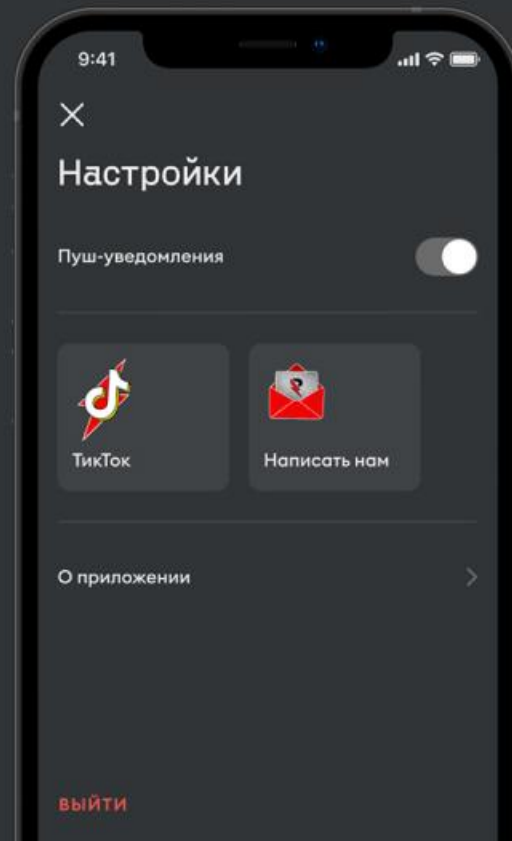 9:41
Настройки
Пуш-уведомления
ТикТок
Написать нам
О приложении
ВЫЙТИ